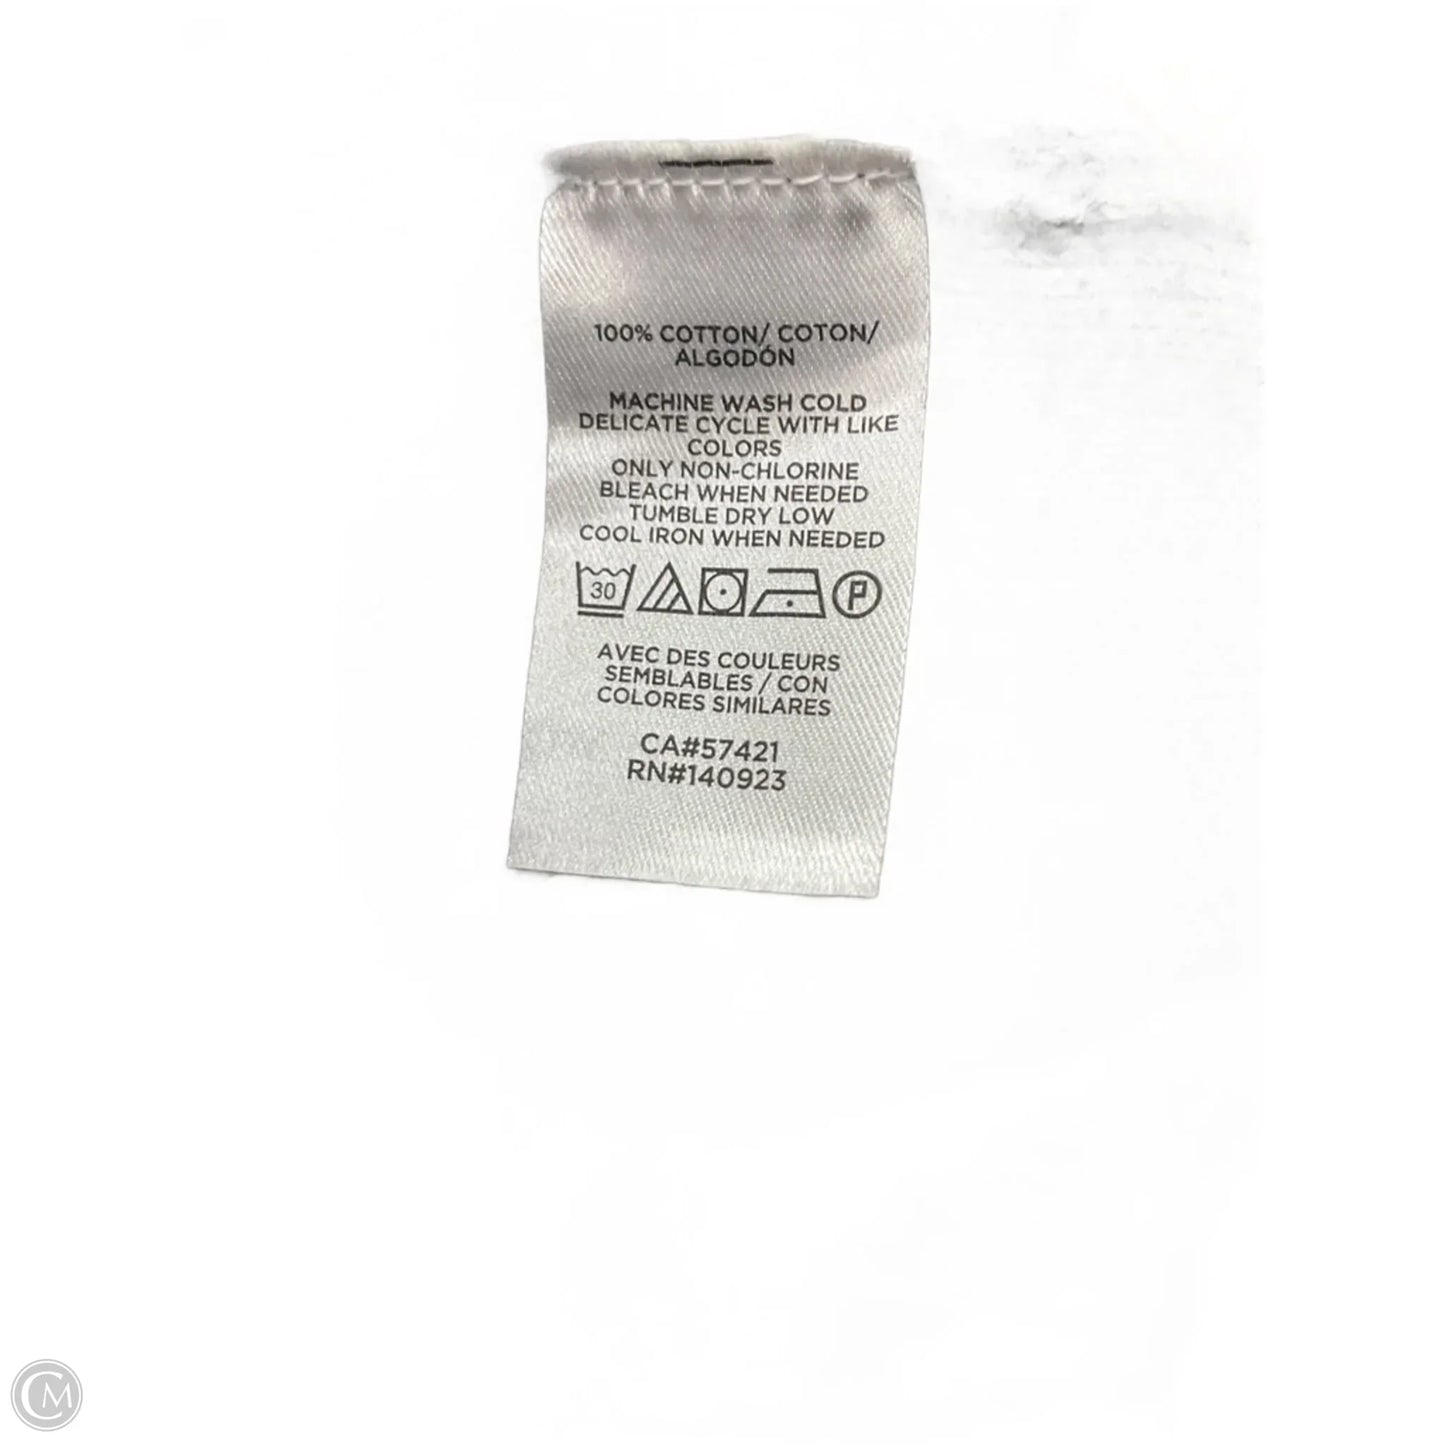 100% COTTON/ COTON/
ALGODÓN
MACHINE WASH COLD
DELICATE CYCLE WITH LIKE
COLORS
ONLY NON-CHLORINE
BLEACH WHEN NEEDED
TUMBLE DRY LOW
COOL IRON WHEN NEEDED
30 P
AVEC DES COULEURS
SEMBLABLES / CON
COLORES SIMILARES
CA#57421
RN#140923
CM